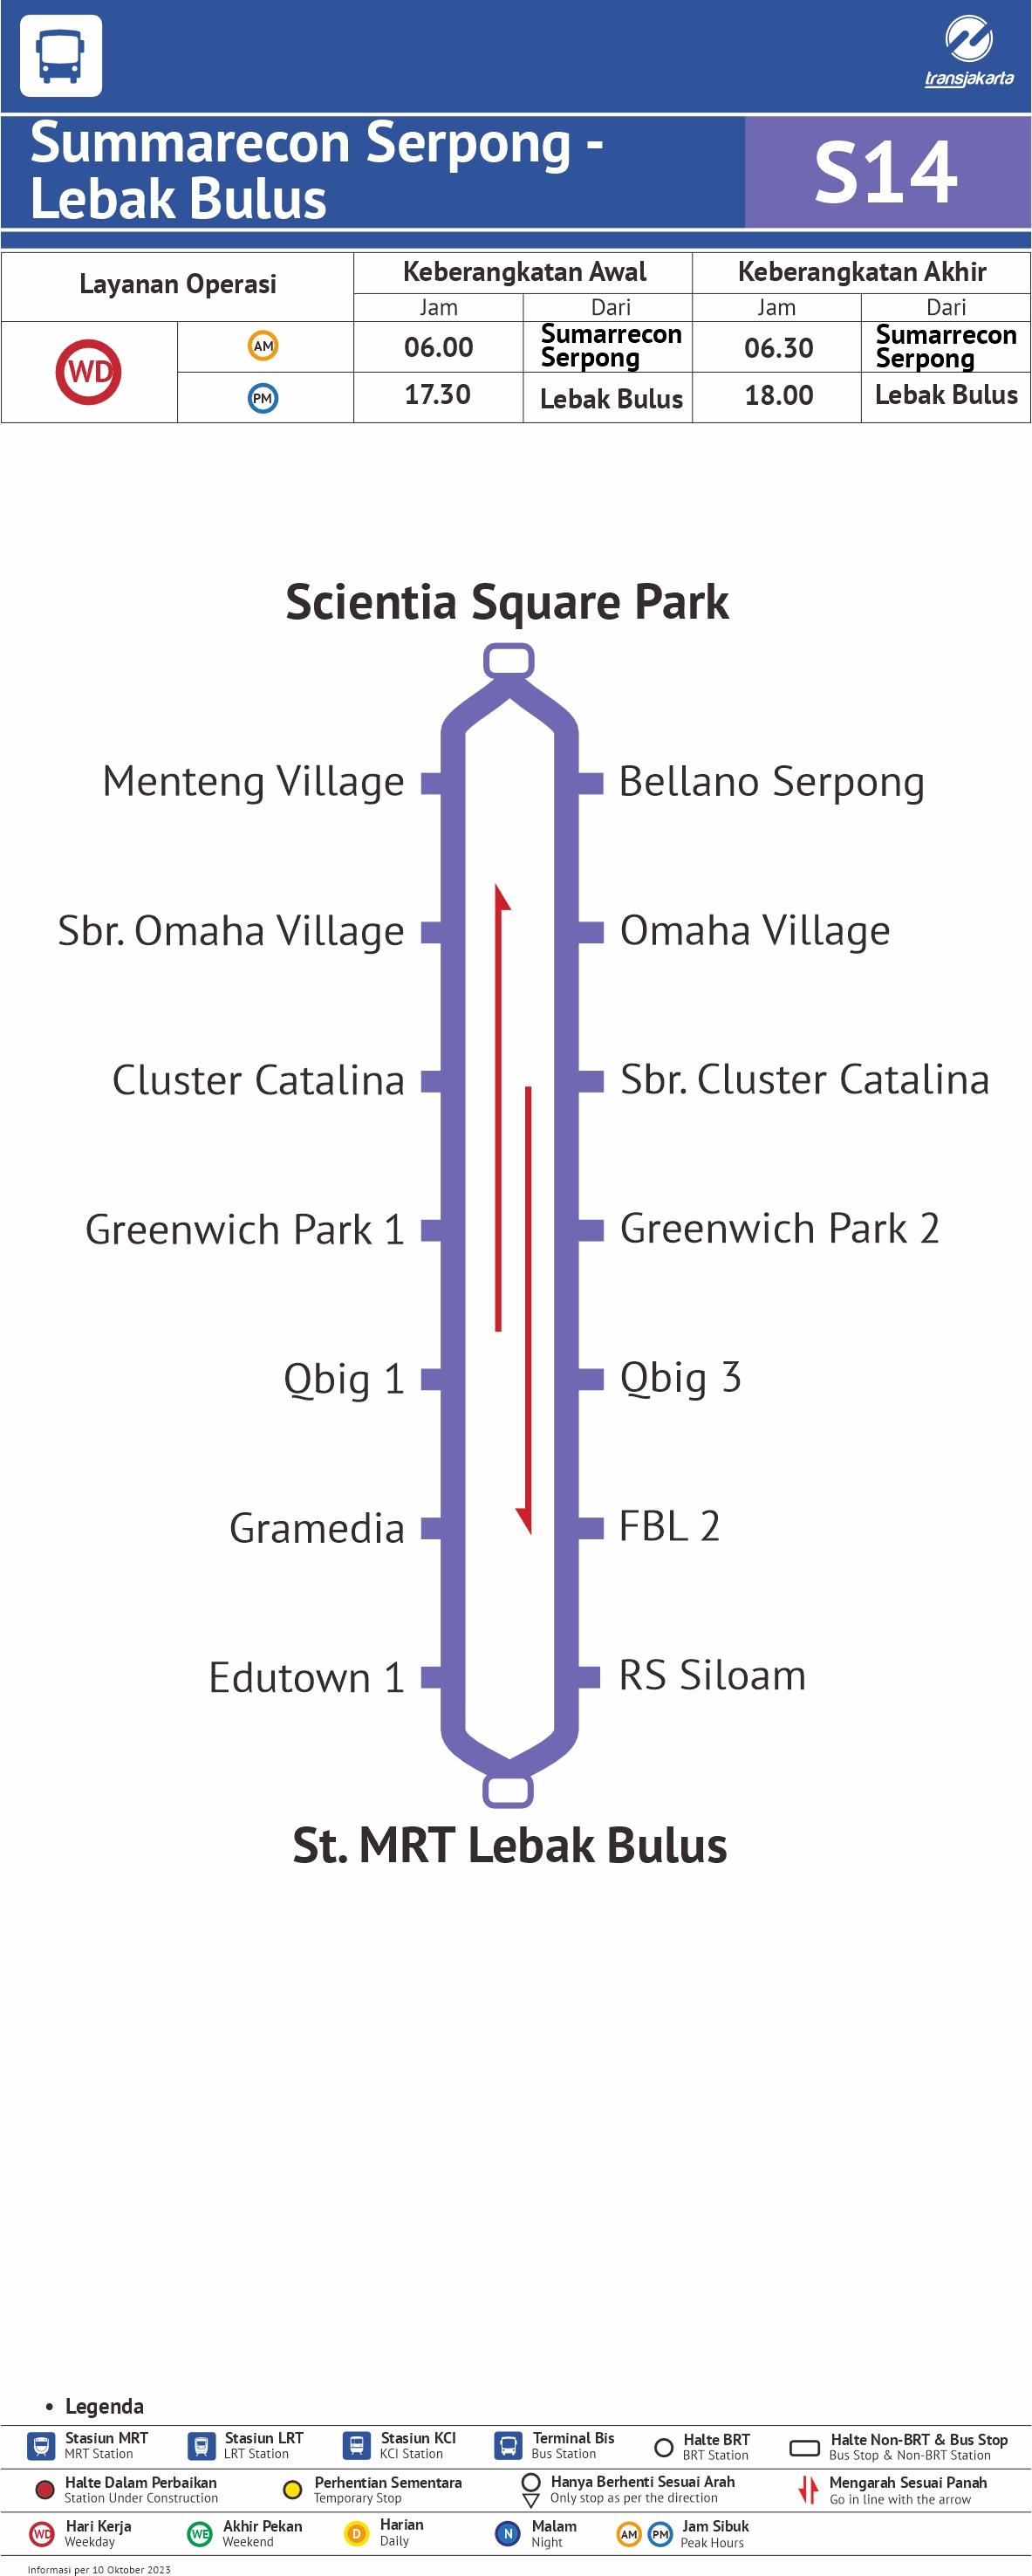 transjakarta
Summarecon Serpong -
Lebak Bulus
S14
Layanan Operasi
Keberangkatan Awal
Keberangkatan Akhir
Jam
Dari
Jam
Dari
WD
AM
06.00
Sumarrecon
Serpong
06.30
Sumarrecon
Serpong
PM
17.30
Lebak Bulus
18.00
Lebak Bulus
Scientia Square Park
Menteng Village
Bellano Serpong
Sbr. Omaha Village
Omaha Village
Cluster Catalina
Sbr. Cluster Catalina
Greenwich Park 1
Greenwich Park 2
Qbig 1
Qbig 3
Gramedia
FBL 2
Edutown 1
RS Siloam
St. MRT Lebak Bulus
• Legenda
Stasiun MRT
MRT Station
Stasiun LRT
LRT Station
Stasiun KCI
KCI Station
Terminal Bis
Bus Station
Halte BRT
BRT Station
Halte Non-BRT & Bus Stop
Bus Stop & Non-BRT Station
Halte Dalam Perbaikan
Station Under Construction
Perhentian Sementara
Temporary Stop
Hanya Berhenti Sesuai Arah
Only stop as per the direction
Mengarah Sesuai Panah
Go in line with the arrow
WD
Hari Kerja
Weekday
WE
Akhir Pekan
Weekend
D
Harian
Daily
N
Malam
Night
AM
PM
Jam Sibuk
Peak Hours
Informasi per 10 Oktober 2023